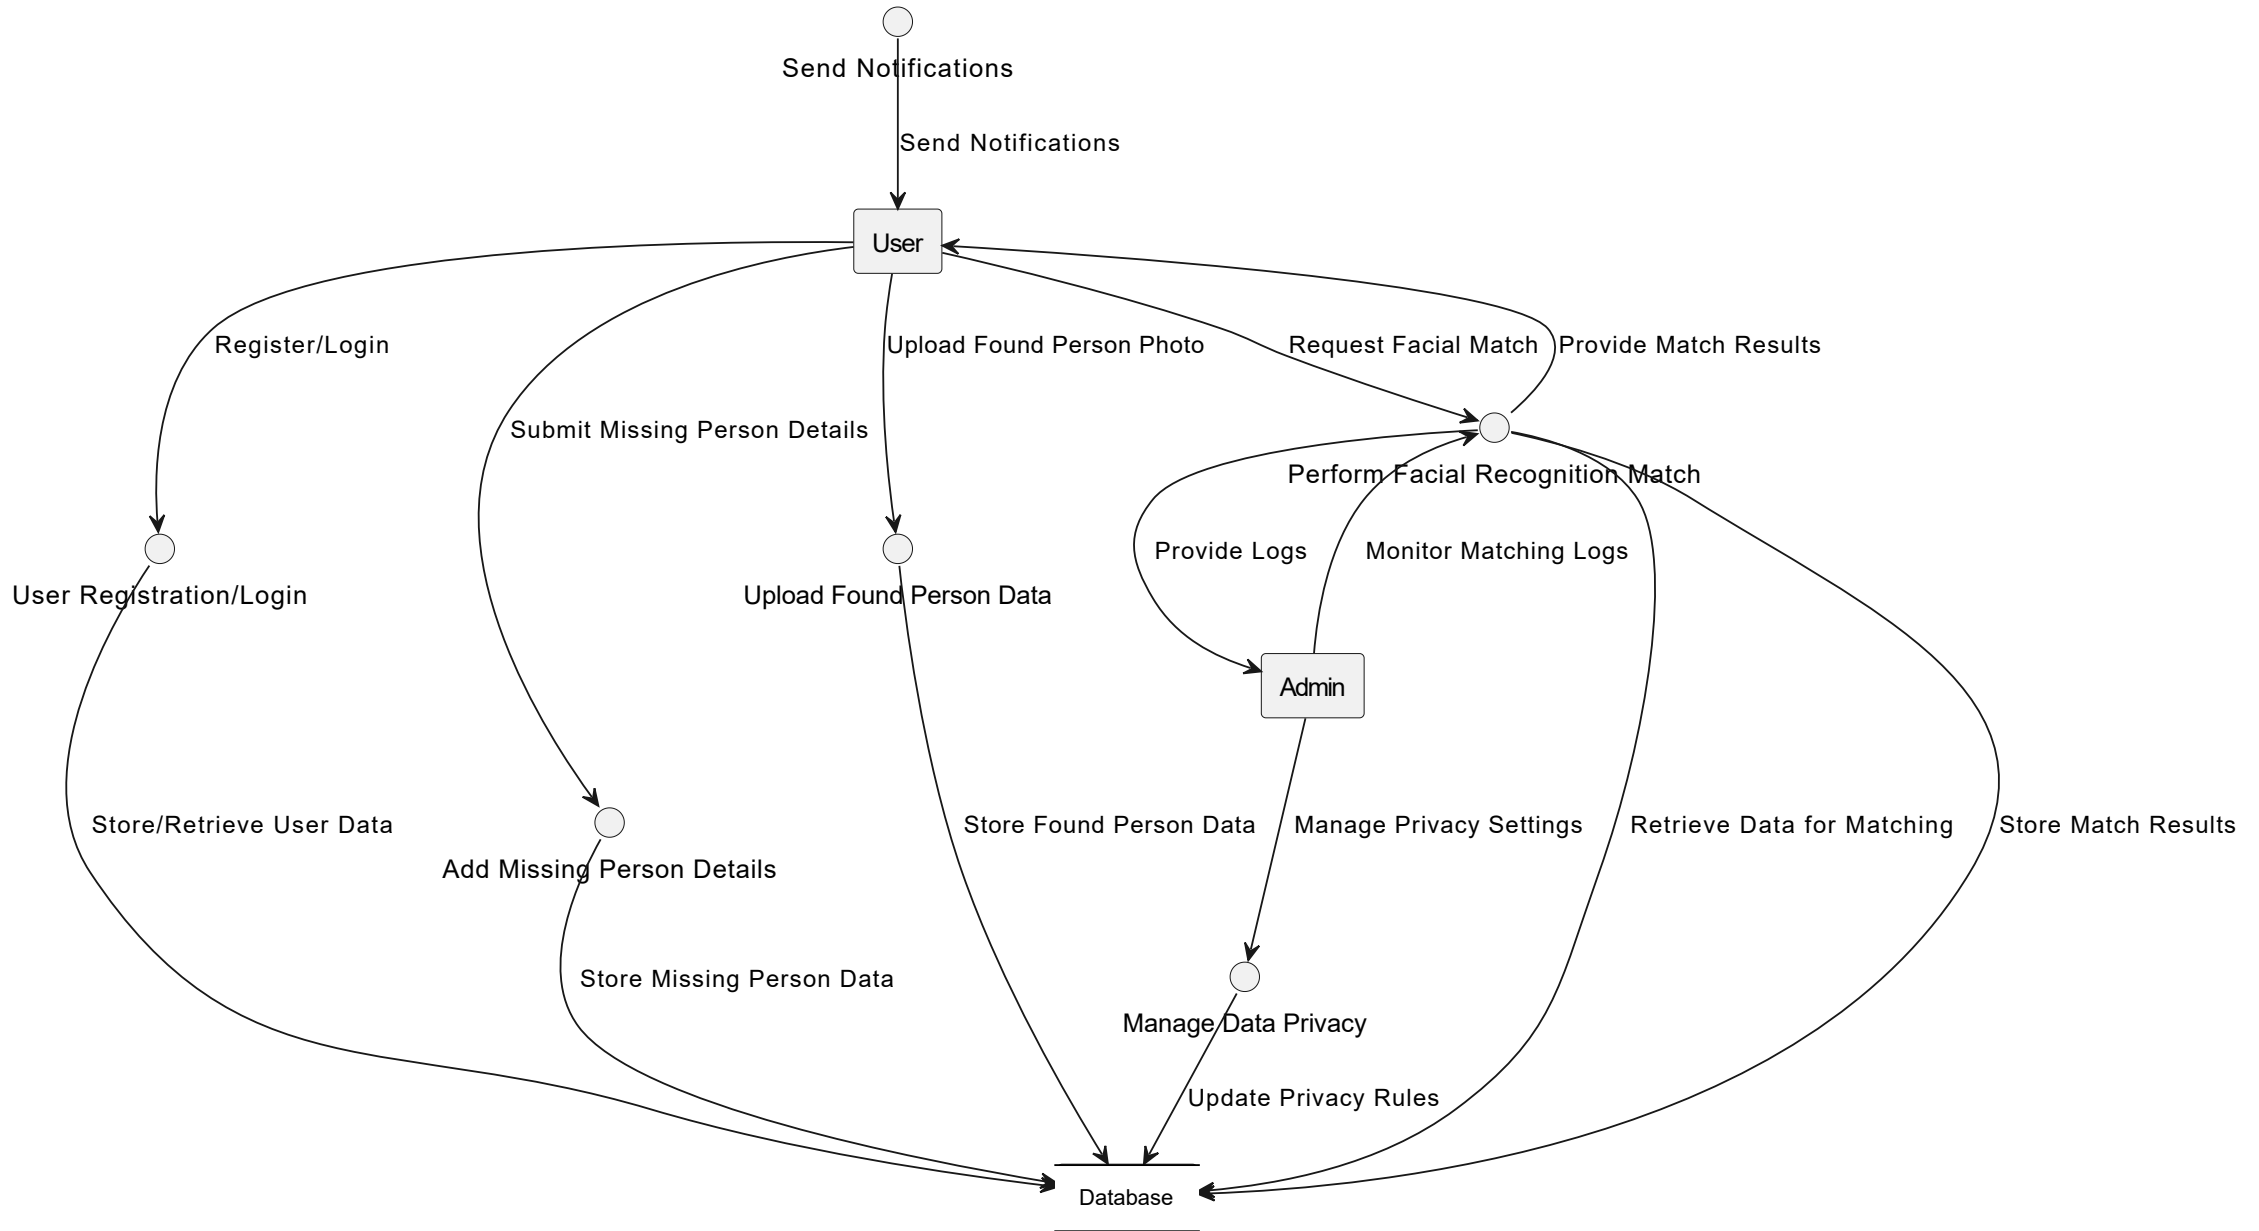 Send Notifications
Send Notifications
User
Register/Login
Upload Found Person Photo
Request Facial Match
Provide Match Results
Submit Missing Person Details
Perform Facial Recognition Match
Provide Logs
Monitor Matching Logs
User Registration/Login
Upload Found Person Data
Admin
Store/Retrieve User Data
Store Found Person Data
Manage Privacy Settings
Retrieve Data for Matching
Store Match Results
Add Missing Person Details
Store Missing Person Data
Manage Data Privacy
Update Privacy Rules
Database